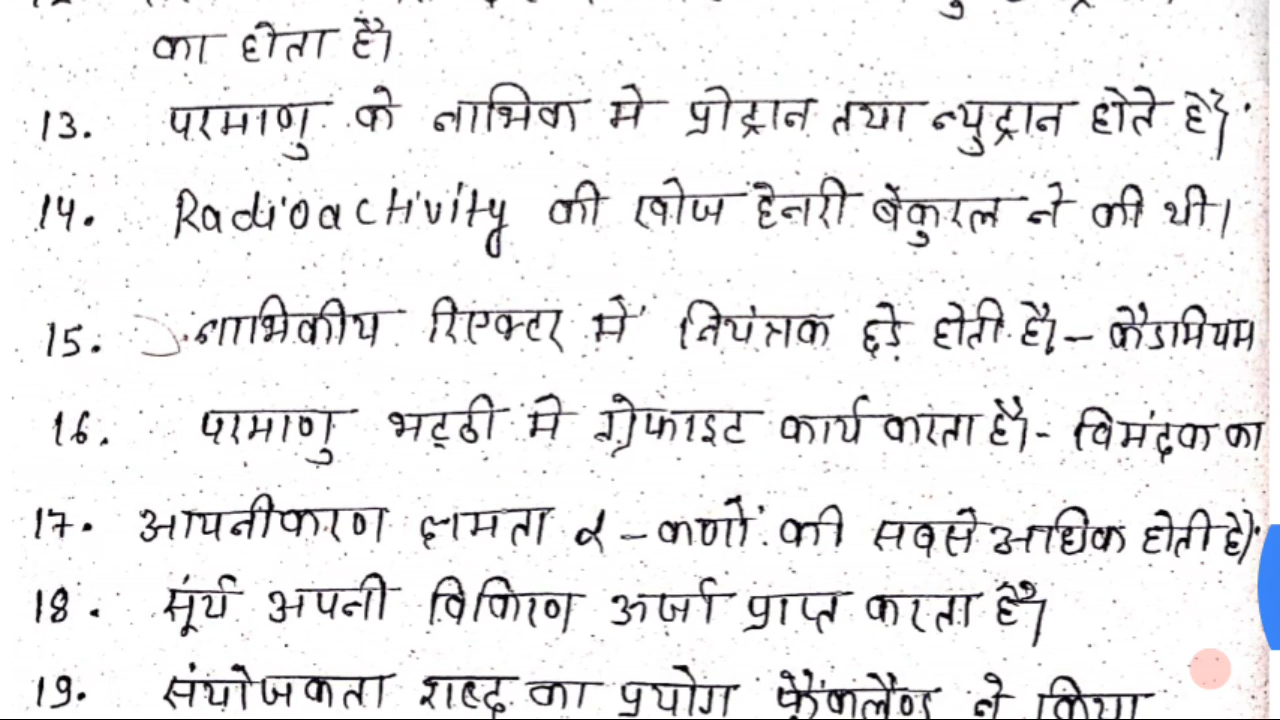 का होता है।
13. परमाणु के नाभिक मे प्रोट्रान तथा न्युट्रान होते है।
14. Radioactivity की खोज हेनरी बेकुरल ने की थी।
15. नाभिकीय रिएक्टर में नियंत्रक छड़े होती है।- कैडमियम
16. परमाणु भट्ठी मे ग्रेफाइट कार्य करता है।- विमंदक का
17. आयनीकरण क्षमता α-कणों की सबसे अधिक होती है।
18. सूंर्य अपनी विकिरण ऊर्जा प्राप्त करता है।
19. संयोजकता शब्द का प्रयोग फ्रैंकलैण्ड ने किया